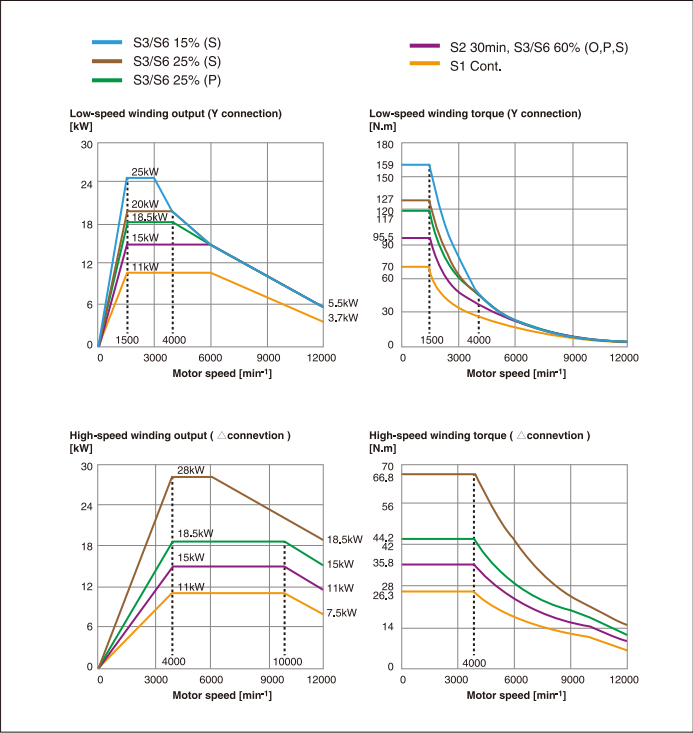 S3/S6 15% (S)
S3/S6 25% (S)
S3/S6 25% (P)
S2 30min, S3/S6 60% (O,P,S)
S1 Cont.
Low-speed winding output (Y connection)
[kW]
30
24
18
12
6
0
25kW
20kW
18.5kW
15kW
11kW
5.5kW
3.7kW
1500
3000
4000
6000
9000
12000
Motor speed [min-1]
Low-speed winding torque (Y connection)
[N.m]
180
159
150
127
120
117
95.5
90
70
60
30
0
0
1500
3000
4000
6000
9000
12000
Motor speed [min-1]
High-speed winding output ( △connevtion )
[kW]
30
24
18
12
6
0
28kW
18.5kW
15kW
11kW
18.5kW
15kW
11kW
7.5kW
3000
4000
6000
9000
10000
12000
Motor speed [min-1]
High-speed winding torque ( △connevtion )
[N.m]
70
66.8
56
44.2
42
35.8
28
26.3
14
0
0
3000
4000
6000
9000
12000
Motor speed [min-1]